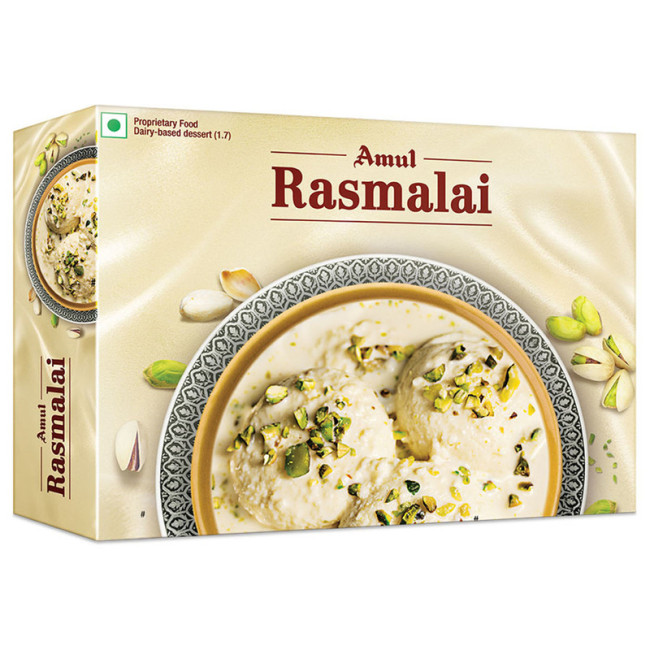 Proprietary Food
Dairy-based dessert (1.7)
Amul
Rasmalai
Amul
Rasmalai
#
#